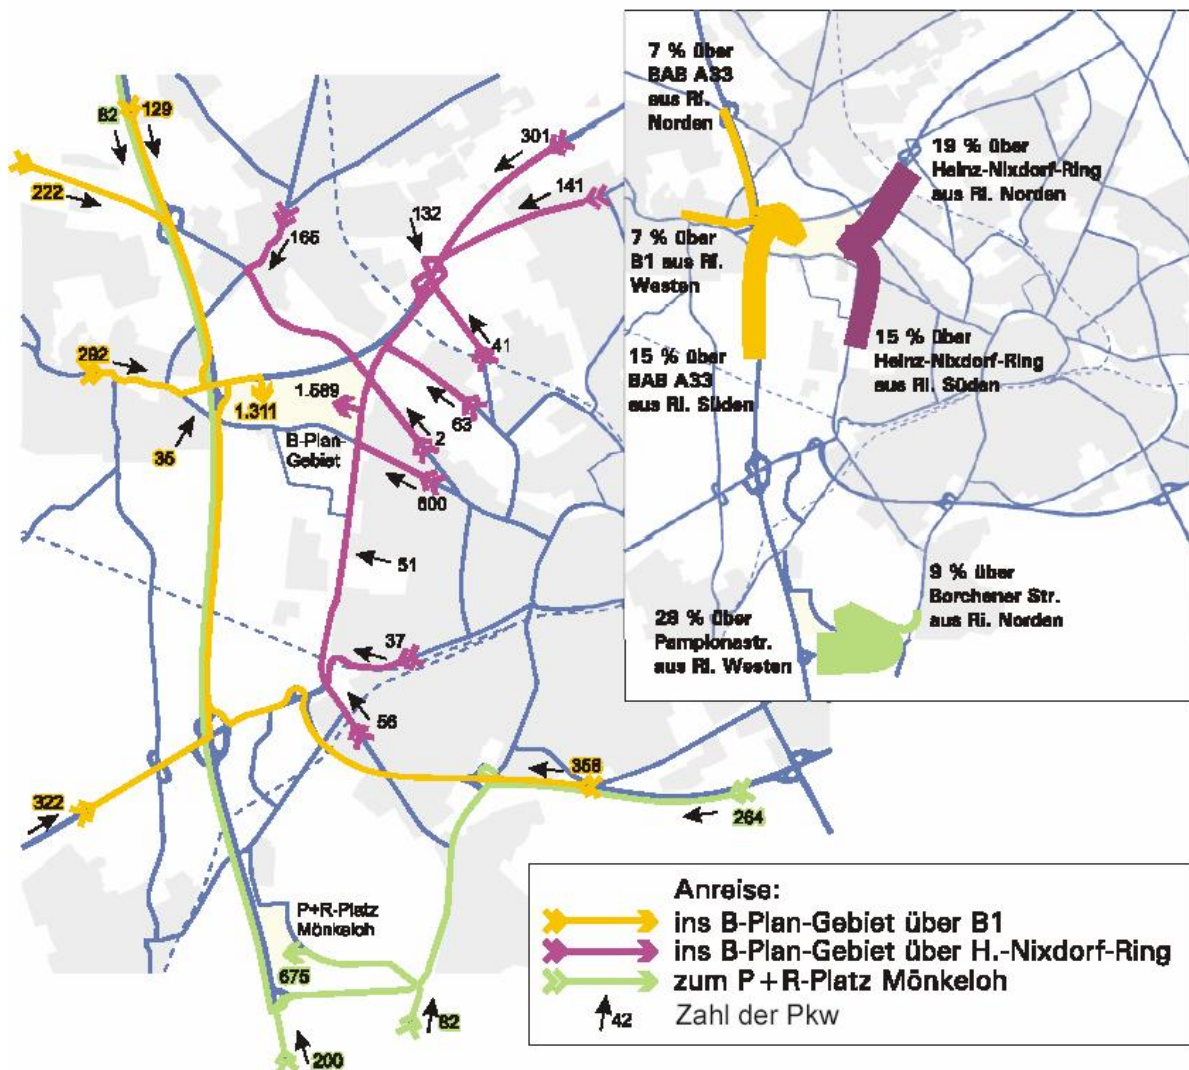 82
129
222
165
301
141
132
292
35
1.311
1.589
B-Plan-
Gebiet
41
63
2
600
51
37
56
358
322
264
P+R-Platz
Mönkeloh
675
82
200
7 % über
BAB A33
aus Ri.
Norden
19 % über
Heinz-Nixdorf-Ring
aus Ri. Norden
7 % über
B1 aus Ri.
Westen
15 % über
BAB A33
aus Ri. Süden
15 % über
Heinz-Nixdorf-Ring
aus Ri. Süden
9 % über
Borchener Str.
aus Ri. Norden
28 % über
Pamplonastr.
aus Ri. Westen
Anreise:
ins B-Plan-Gebiet über B1
ins B-Plan-Gebiet über H.-Nixdorf-Ring
zum P+R-Platz Mönkeloh
42 Zahl der Pkw